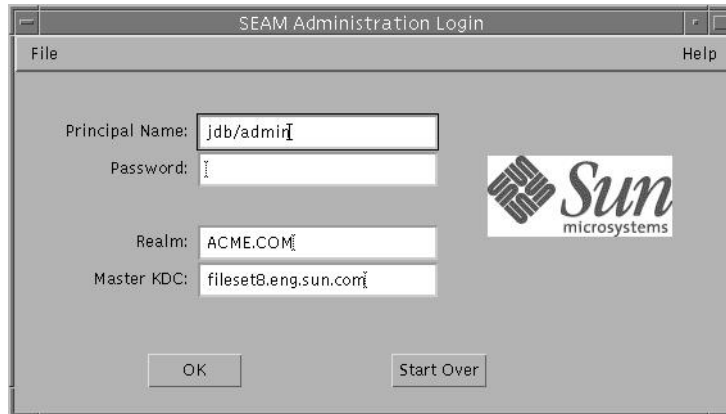 SEAM Administration Login
File Help
Principal Name: jdb/admin
Password:
Realm: ACME.COM
Master KDC: fileset8.eng.sun.com
Sun
microsystems
OK Start Over